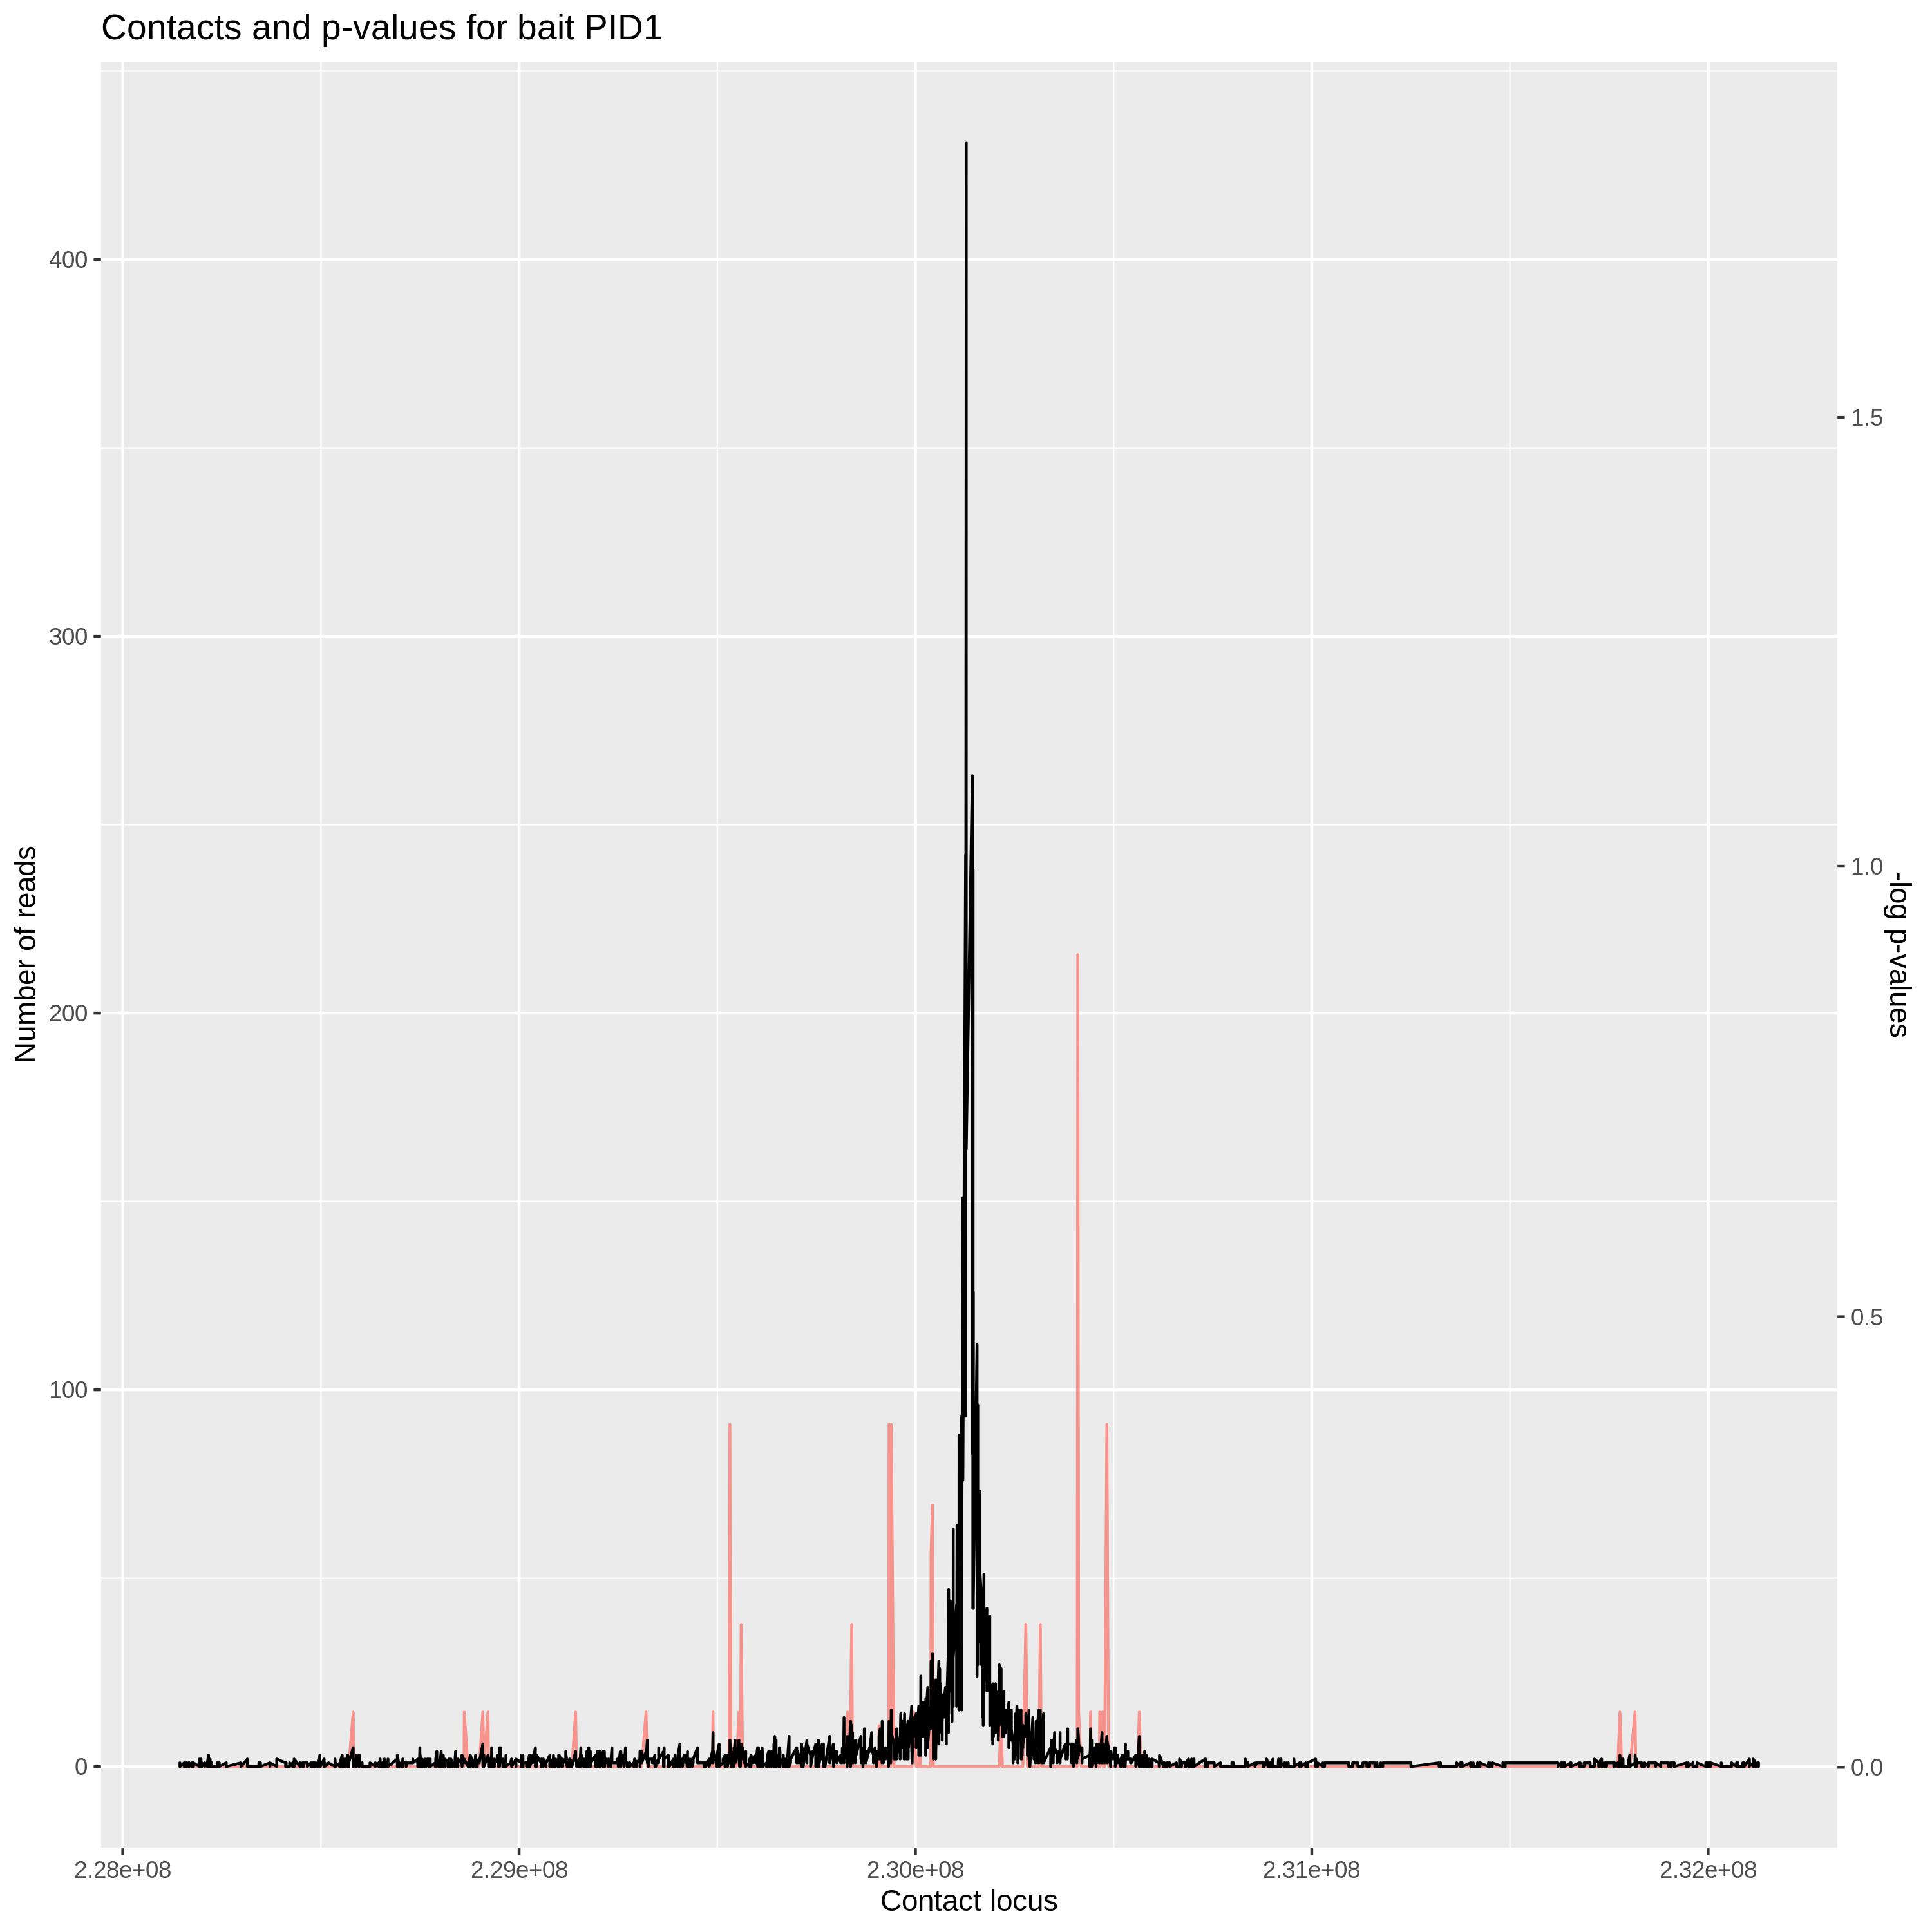 Contacts and p-values for bait PID1
400
300
200
100
0
Number of reads
1.5
1.0
0.5
0.0
-log p-values
2.28e+08 2.29e+08 2.30e+08 2.31e+08 2.32e+08
Contact locus